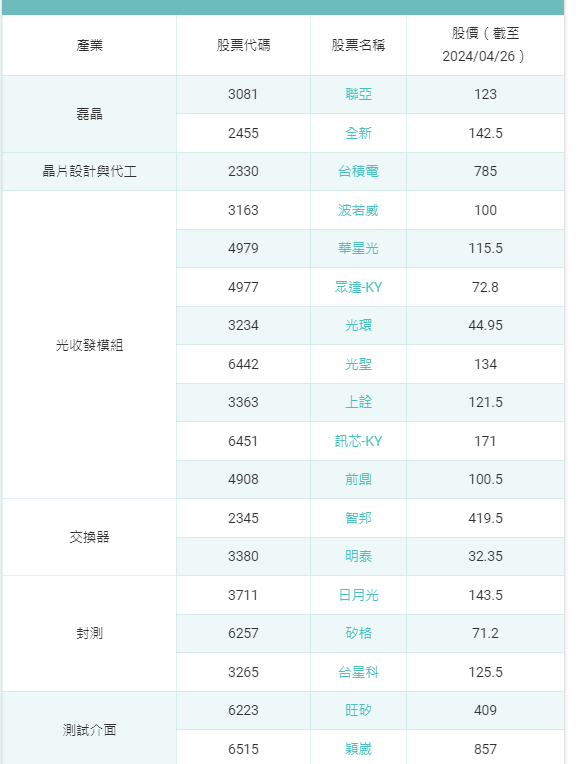 產業 股票代碼 股票名稱 股價（截至
2024/04/26）
磊晶 3081 聯亞 123
2455 全新 142.5
晶片設計與代工 2330 台積電 785
光收發模組 3163 波若威 100
4979 華星光 115.5
4977 眾達-KY 72.8
3234 光環 44.95
6442 光聖 134
3363 上詮 121.5
6451 訊芯-KY 171
4908 前鼎 100.5
交換器 2345 智邦 419.5
3380 明泰 32.35
封測 3711 日月光 143.5
6257 矽格 71.2
3265 台星科 125.5
測試介面 6223 旺矽 409
6515 穎崴 857